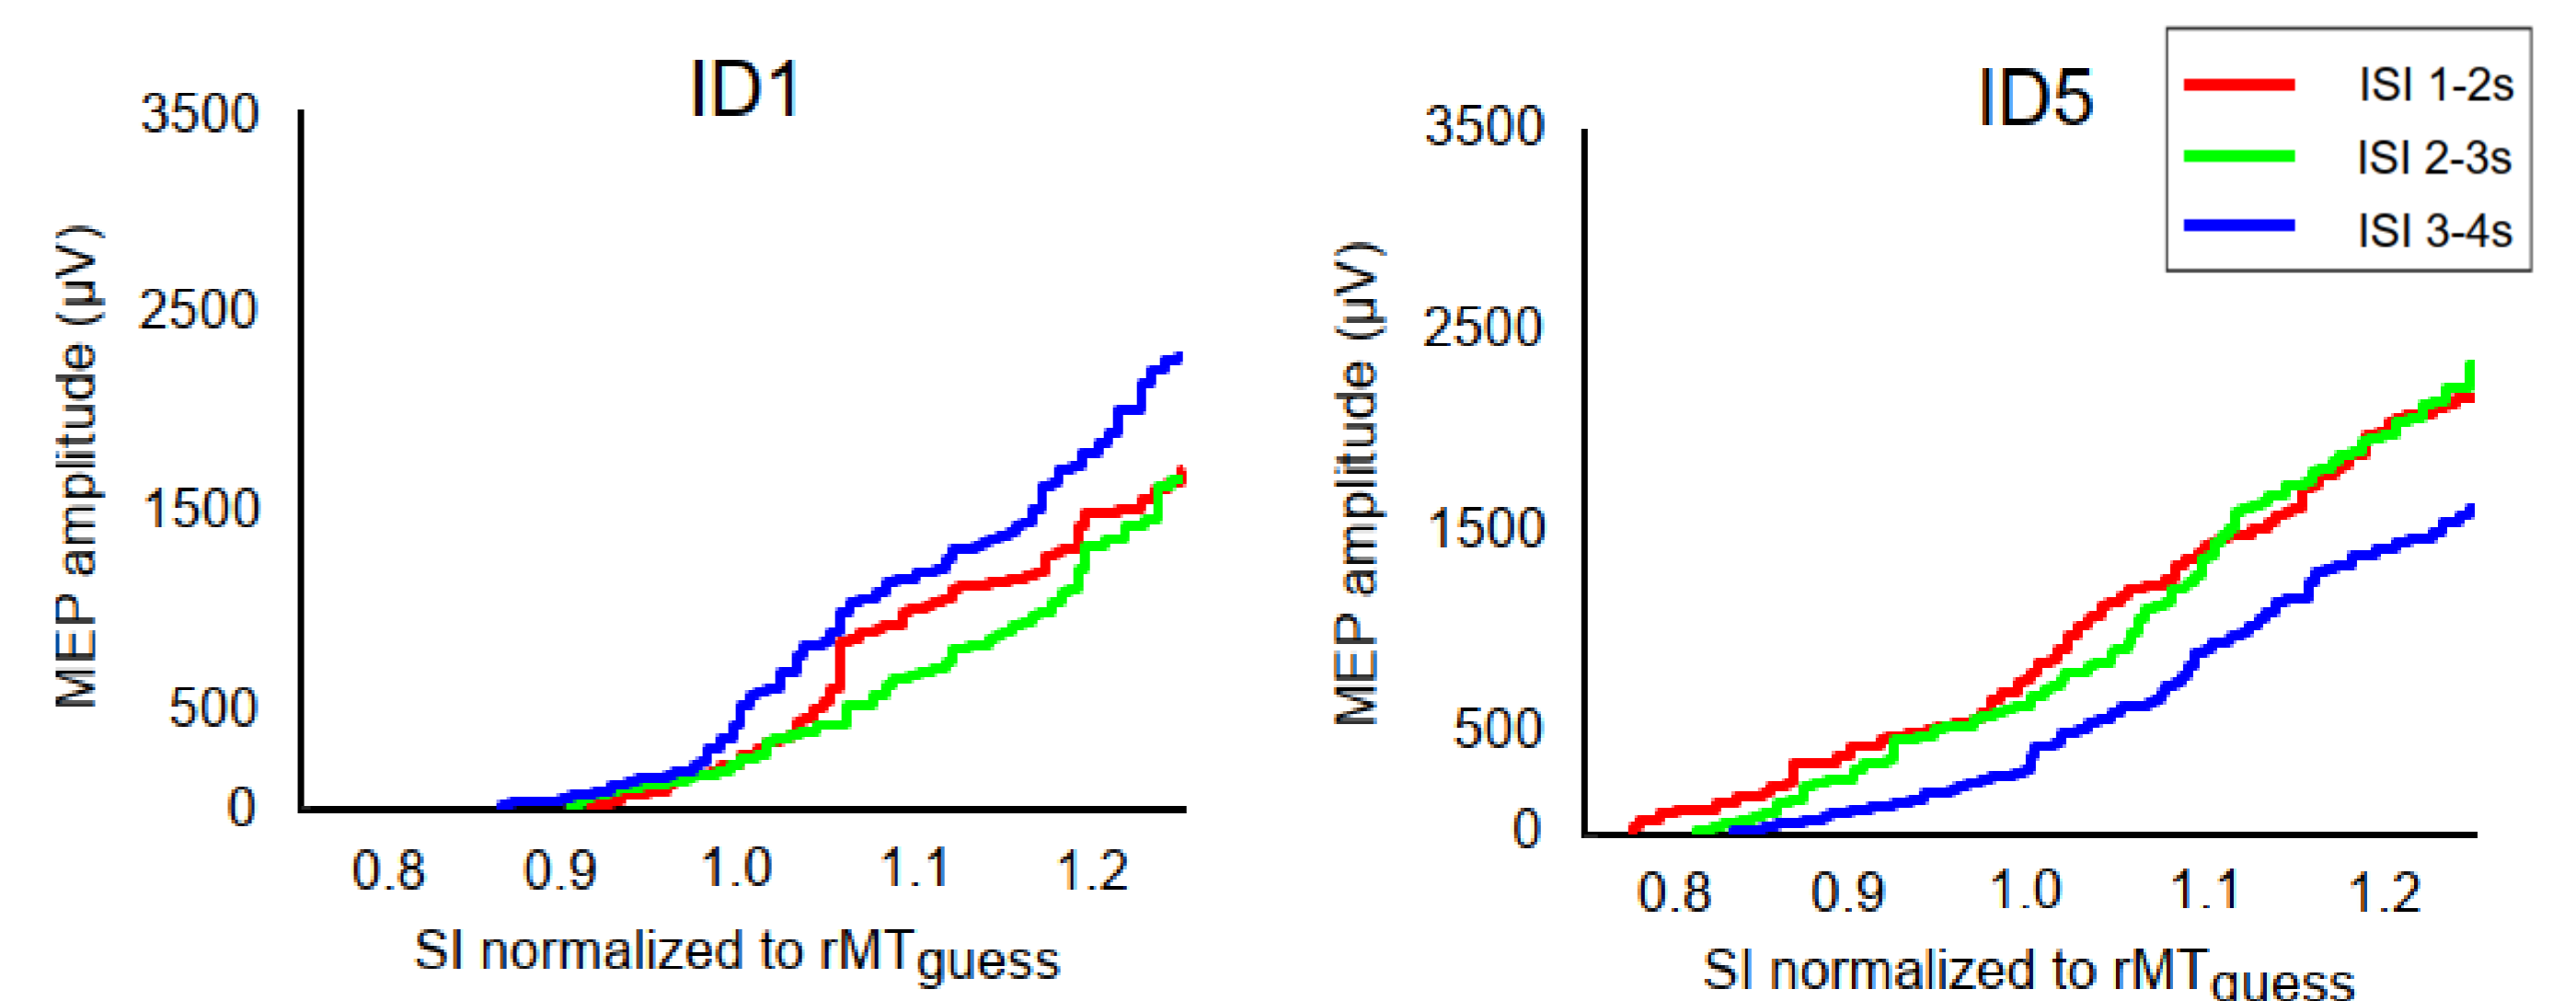 ID1
3500
2500
1500
500
0
MEP amplitude (µV)
0.8 0.9 1.0 1.1 1.2
SI normalized to rMTguess
ID5
3500
2500
1500
500
0
MEP amplitude (µV)
0.8 0.9 1.0 1.1 1.2
SI normalized to rMTguess
ISI 1-2s
ISI 2-3s
ISI 3-4s